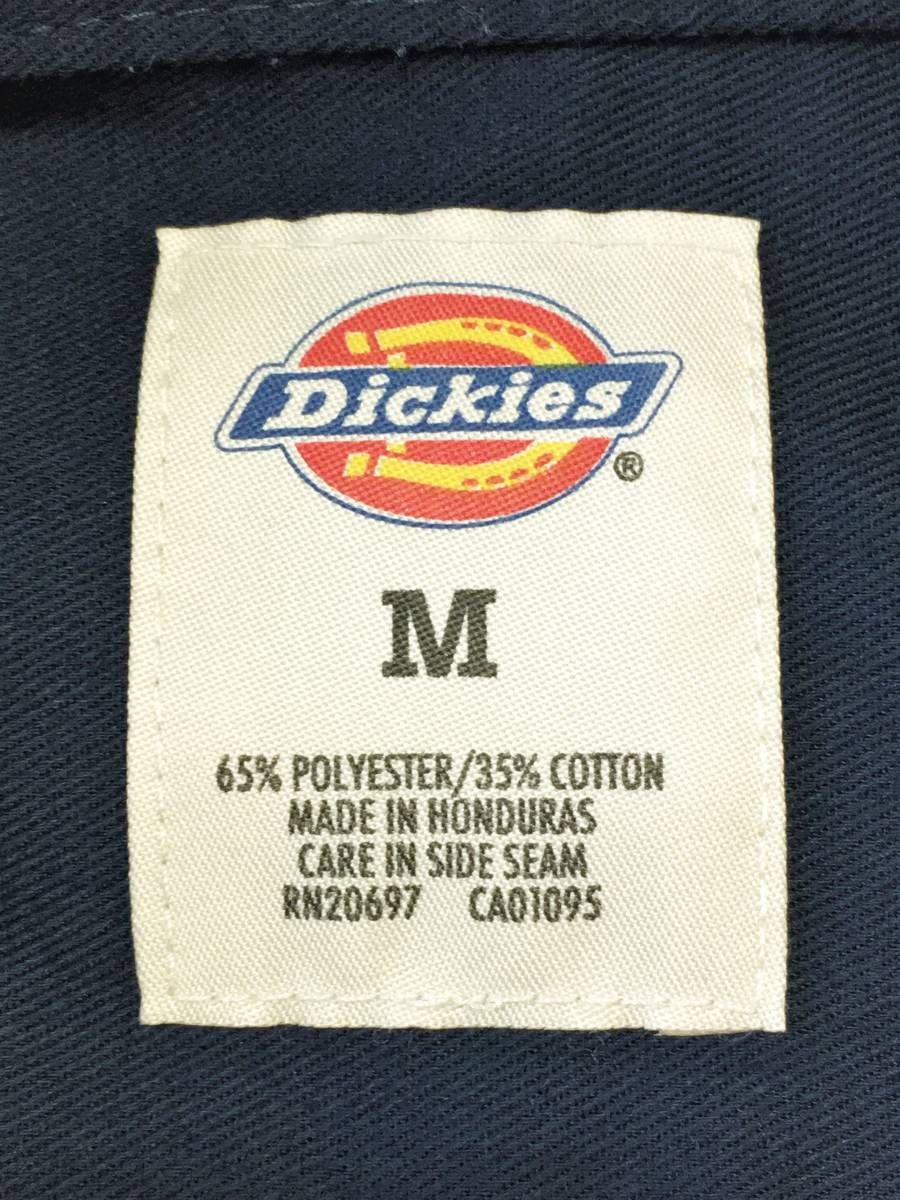 Dickies
®
M
65% POLYESTER/35% COTTON
MADE IN HONDURAS
CARE IN SIDE SEAM
RN20697 CA01095